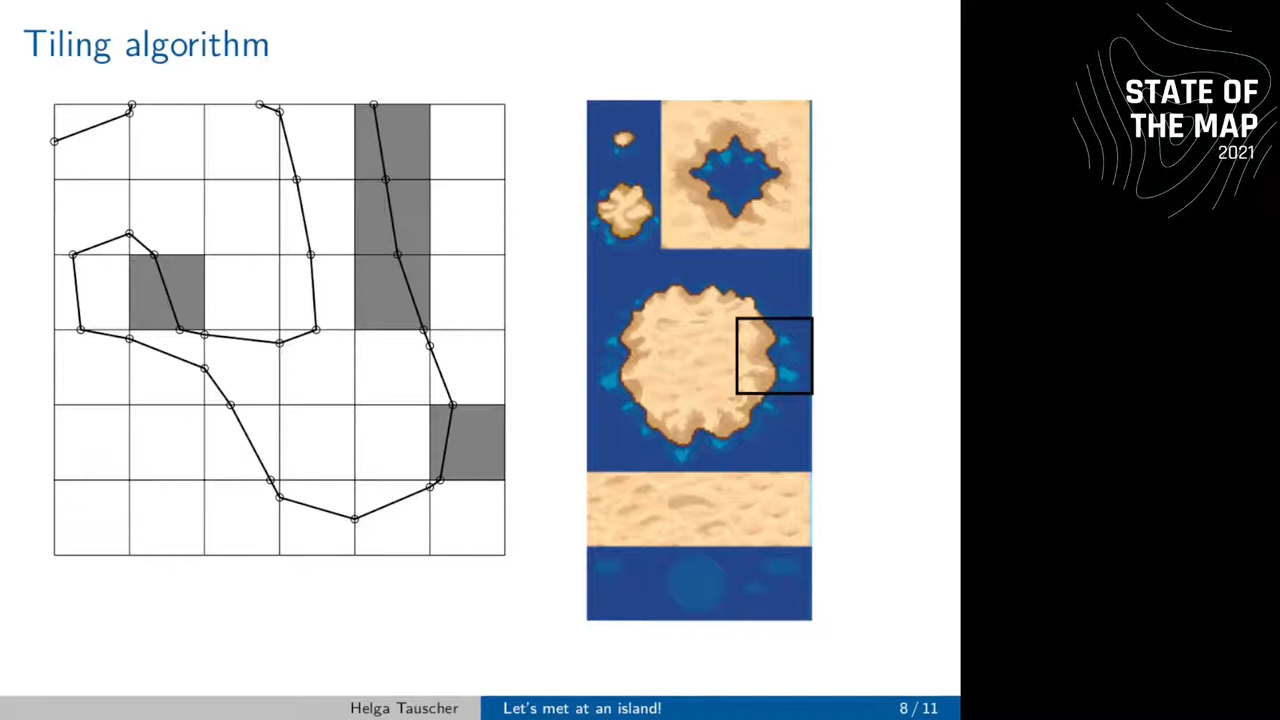 Tiling algorithm
STATE OF
THE MAP
2021
Helga Tauscher
Let's met at an island!
8 / 11